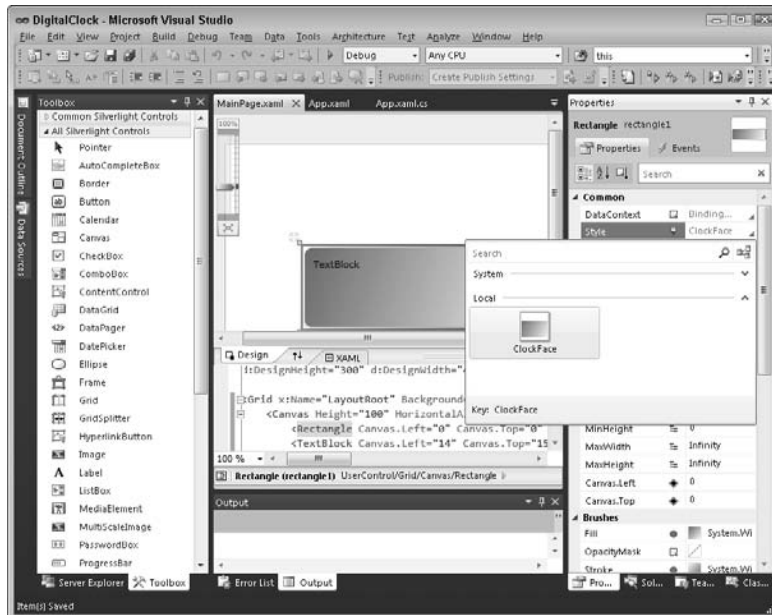 DigitalClock - Microsoft Visual Studio
File Edit View Project Build Debug Team Data Tools Architecture Test Analyze Window Help
Debug Any CPU this
Publish: Create Publish Settings
Document Outline
Data Sources
Toolbox
Common Silverlight Controls
All Silverlight Controls
Pointer
AutoCompleteBox
Border
Button
Calendar
Canvas
CheckBox
ComboBox
ContentControl
DataGrid
DataPager
DatePicker
Ellipse
Frame
Grid
GridSplitter
HyperlinkButton
Image
Label
ListBox
MediaElement
MultiScaleImage
PasswordBox
ProgressBar
Server Explorer Toolbox
MainPage.xaml App.xaml App.xaml.cs
100%
TextBlock
Design XAML
d:DesignHeight="300" d:DesignWidth="
Grid x:Name="LayoutRoot" Backgroun
<Canvas Height="100" HorizontalA
<Rectangle Canvas.Left="0" Canvas.Top="0"
<TextBlock Canvas.Left="14" Canvas.Top="15
100 %
Rectangle (rectangle1) UserControl/Grid/Canvas/Rectangle
Output
Error List Output
Properties
Rectangle rectangle1
Properties Events
Search
Common
DataContext Binding...
Style ClockFace
Search
System
Local
ClockFace
Key: ClockFace
MinHeight 0
MaxWidth Infinity
MaxHeight Infinity
Canvas.Left 0
Canvas.Top 0
Brushes
Fill System.Wi
OpacityMask
Stroke System.Wi
Pro... Sol... Tea... Clas...
Item(s) Saved